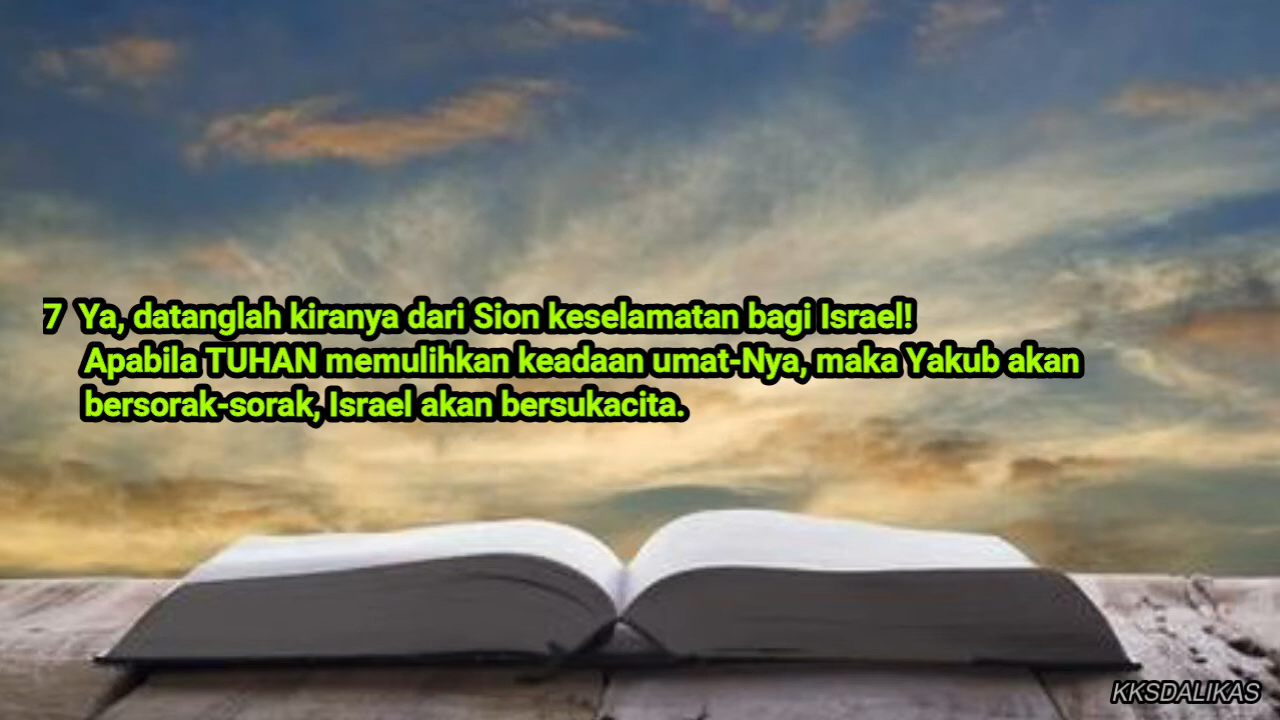 7 Ya, datanglah kiranya dari Sion keselamatan bagi Israel!
Apabila TUHAN memulihkan keadaan umat-Nya, maka Yakub akan
bersorak-sorak, Israel akan bersukacita.
KKSDALIKAS